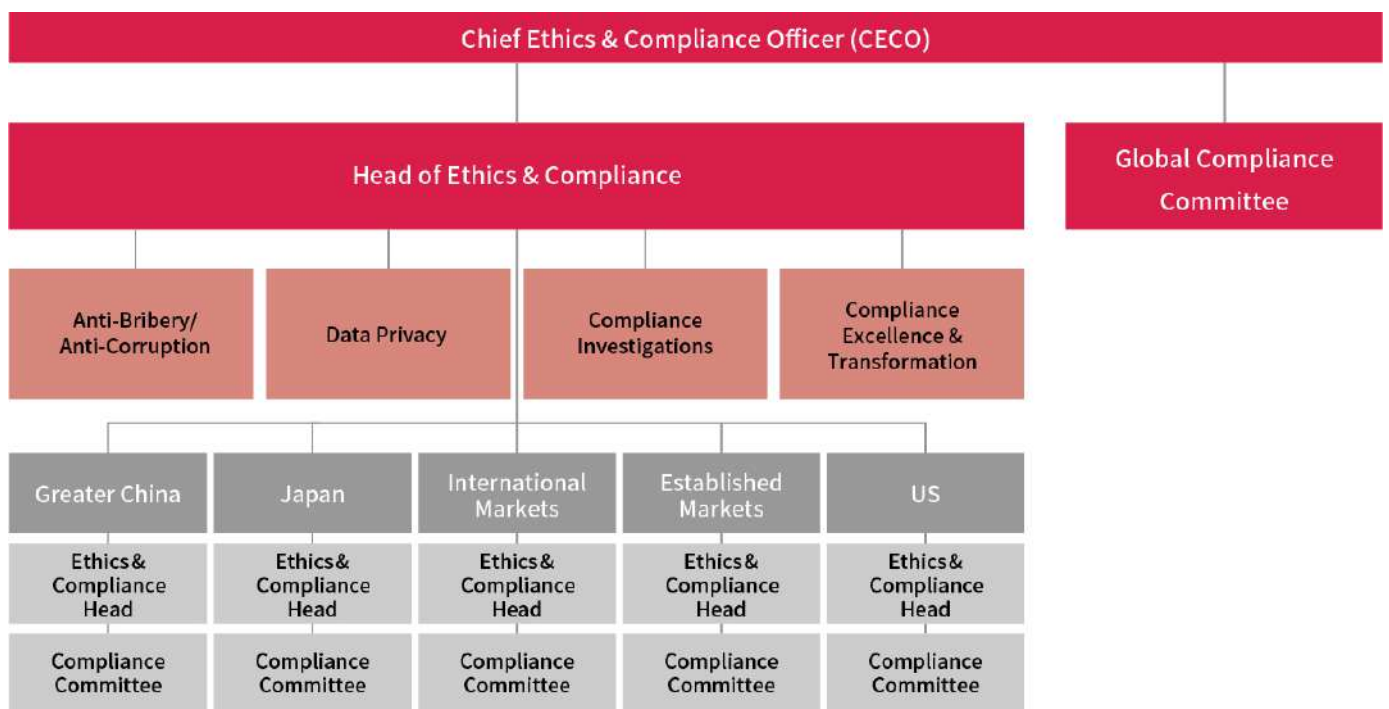 Chief Ethics & Compliance Officer (CECO)
Head of Ethics & Compliance
Global Compliance
Committee
Anti-Bribery/
Anti-Corruption
Data Privacy
Compliance
Investigations
Compliance
Excellence &
Transformation
Greater China
Japan
International
Markets
Established
Markets
US
Ethics &
Compliance
Head
Ethics &
Compliance
Head
Ethics &
Compliance
Head
Ethics &
Compliance
Head
Ethics &
Compliance
Head
Compliance
Committee
Compliance
Committee
Compliance
Committee
Compliance
Committee
Compliance
Committee